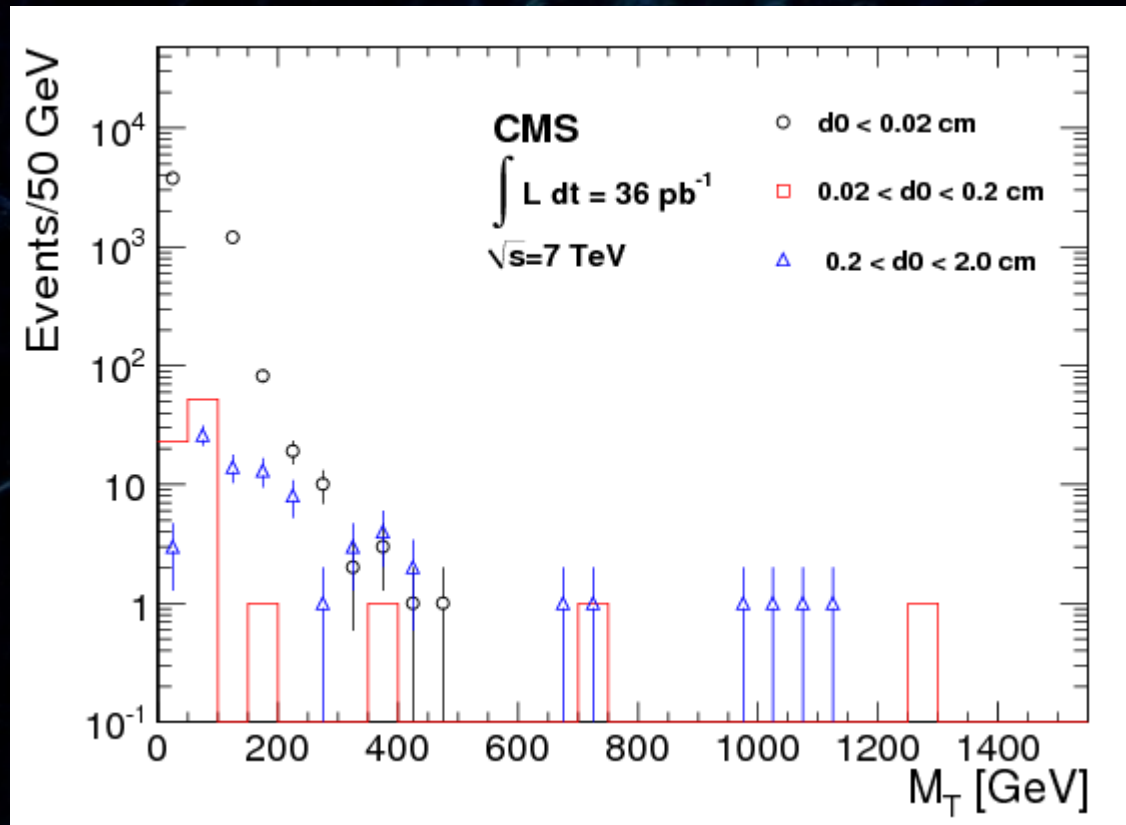 Events/50 GeV
10⁴
10³
10²
10
1
10⁻¹
CMS
∫ L dt = 36 pb⁻¹
√s=7 TeV
d0 < 0.02 cm
0.02 < d0 < 0.2 cm
0.2 < d0 < 2.0 cm
0 200 400 600 800 1000 1200 1400
M_T [GeV]